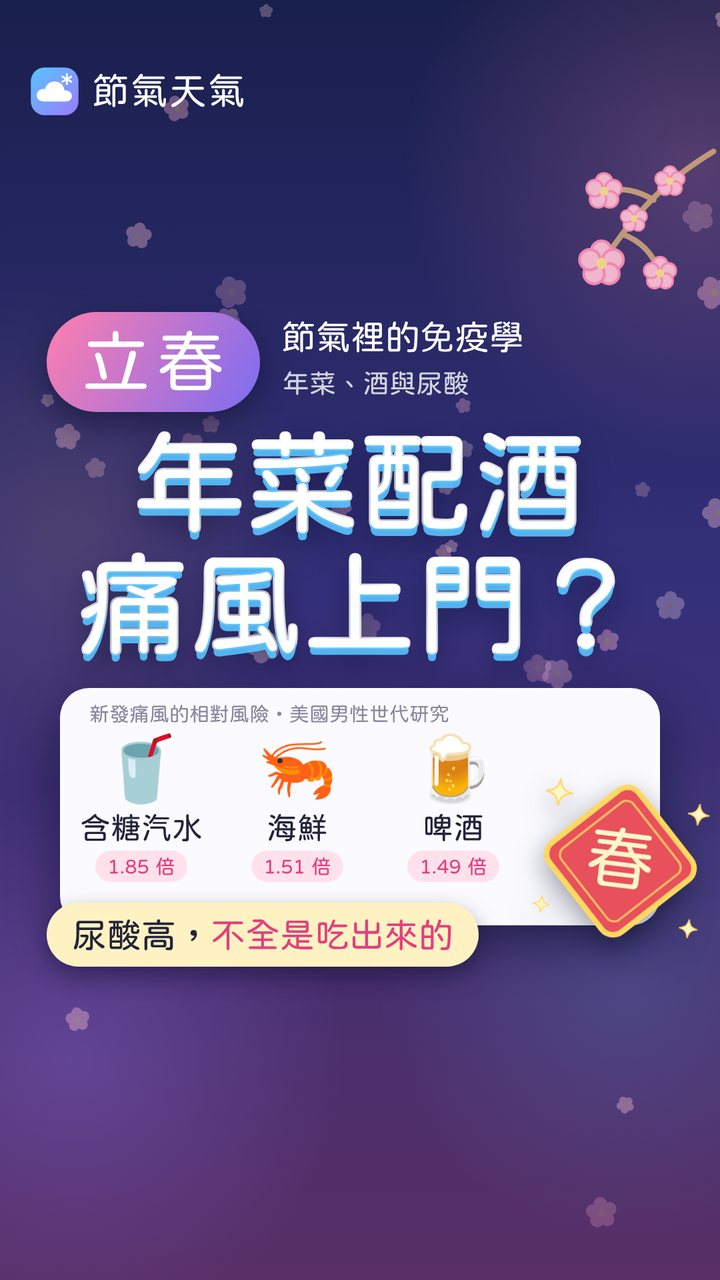 節氣天氣
立春
節氣裡的免疫學
年菜、酒與尿酸
年菜配酒
痛風上門？
新發痛風的相對風險・美國男性世代研究
含糖汽水
海鮮
啤酒
1.85 倍
1.51 倍
1.49 倍
春
尿酸高，不全是吃出來的